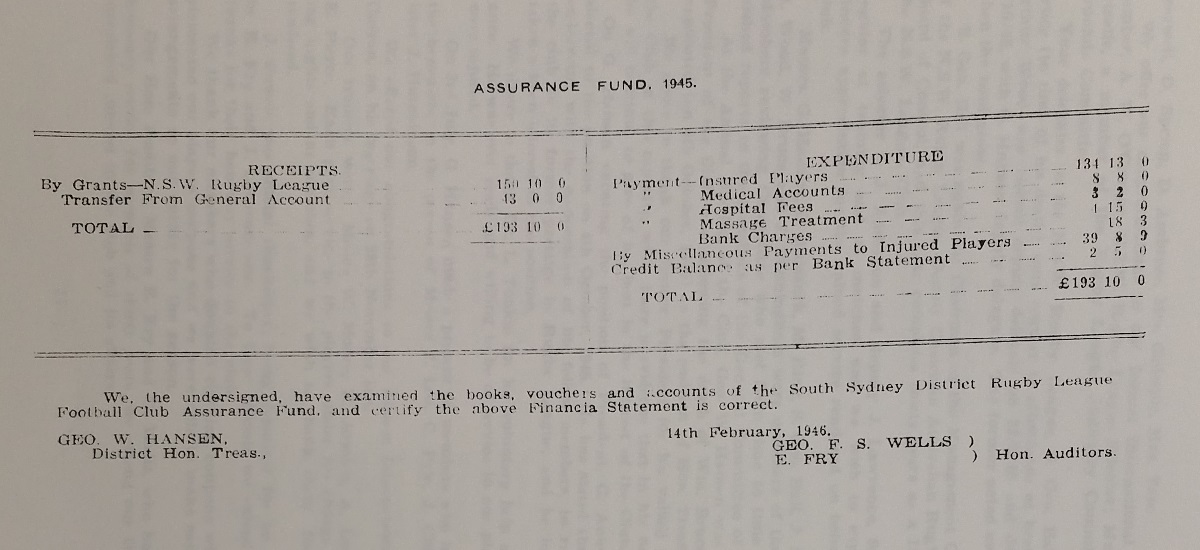 ASSURANCE FUND, 1945.
RECEIPTS.
By Grants—N.S.W. Rugby League 150 10 0
Transfer From General Account 43 0 0
TOTAL £193 10 0
EXPENDITURE
Payment—Insured Players 134 13 0
" Medical Accounts 8 8 0
" Hospital Fees 3 2 0
" Massage Treatment 4 15 0
Bank Charges 18 3
By Miscellaneous Payments to Injured Players 39 8 9
Credit Balance as per Bank Statement 2 5 0
TOTAL £193 10 0
We, the undersigned, have examined the books, vouchers and accounts of the South Sydney District Rugby League
Football Club Assurance Fund, and certify the above Financia Statement is correct.
GEO. W. HANSEN,
District Hon. Treas.,
14th February, 1946.
GEO. F. S. WELLS )
E. FRY ) Hon. Auditors.